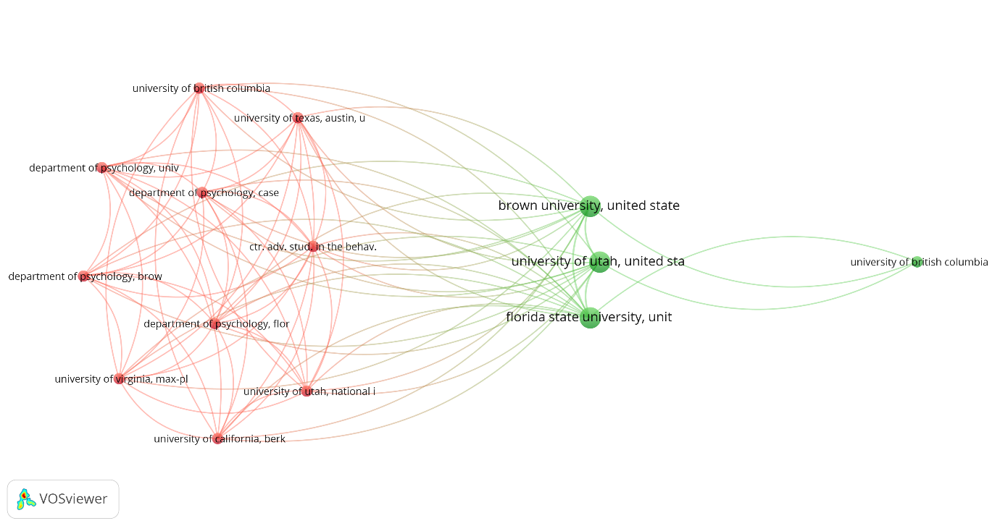 university of british columbia
university of texas, austin, u
department of psychology, univ
department of psychology, case
brown university, united state
ctr. adv. stud. in the behav.
university of utah, united sta
university of british columbia
department of psychology, brow
florida state university, unit
department of psychology, flor
university of virginia, max-pl
university of utah, national i
university of california, berk
VOSviewer